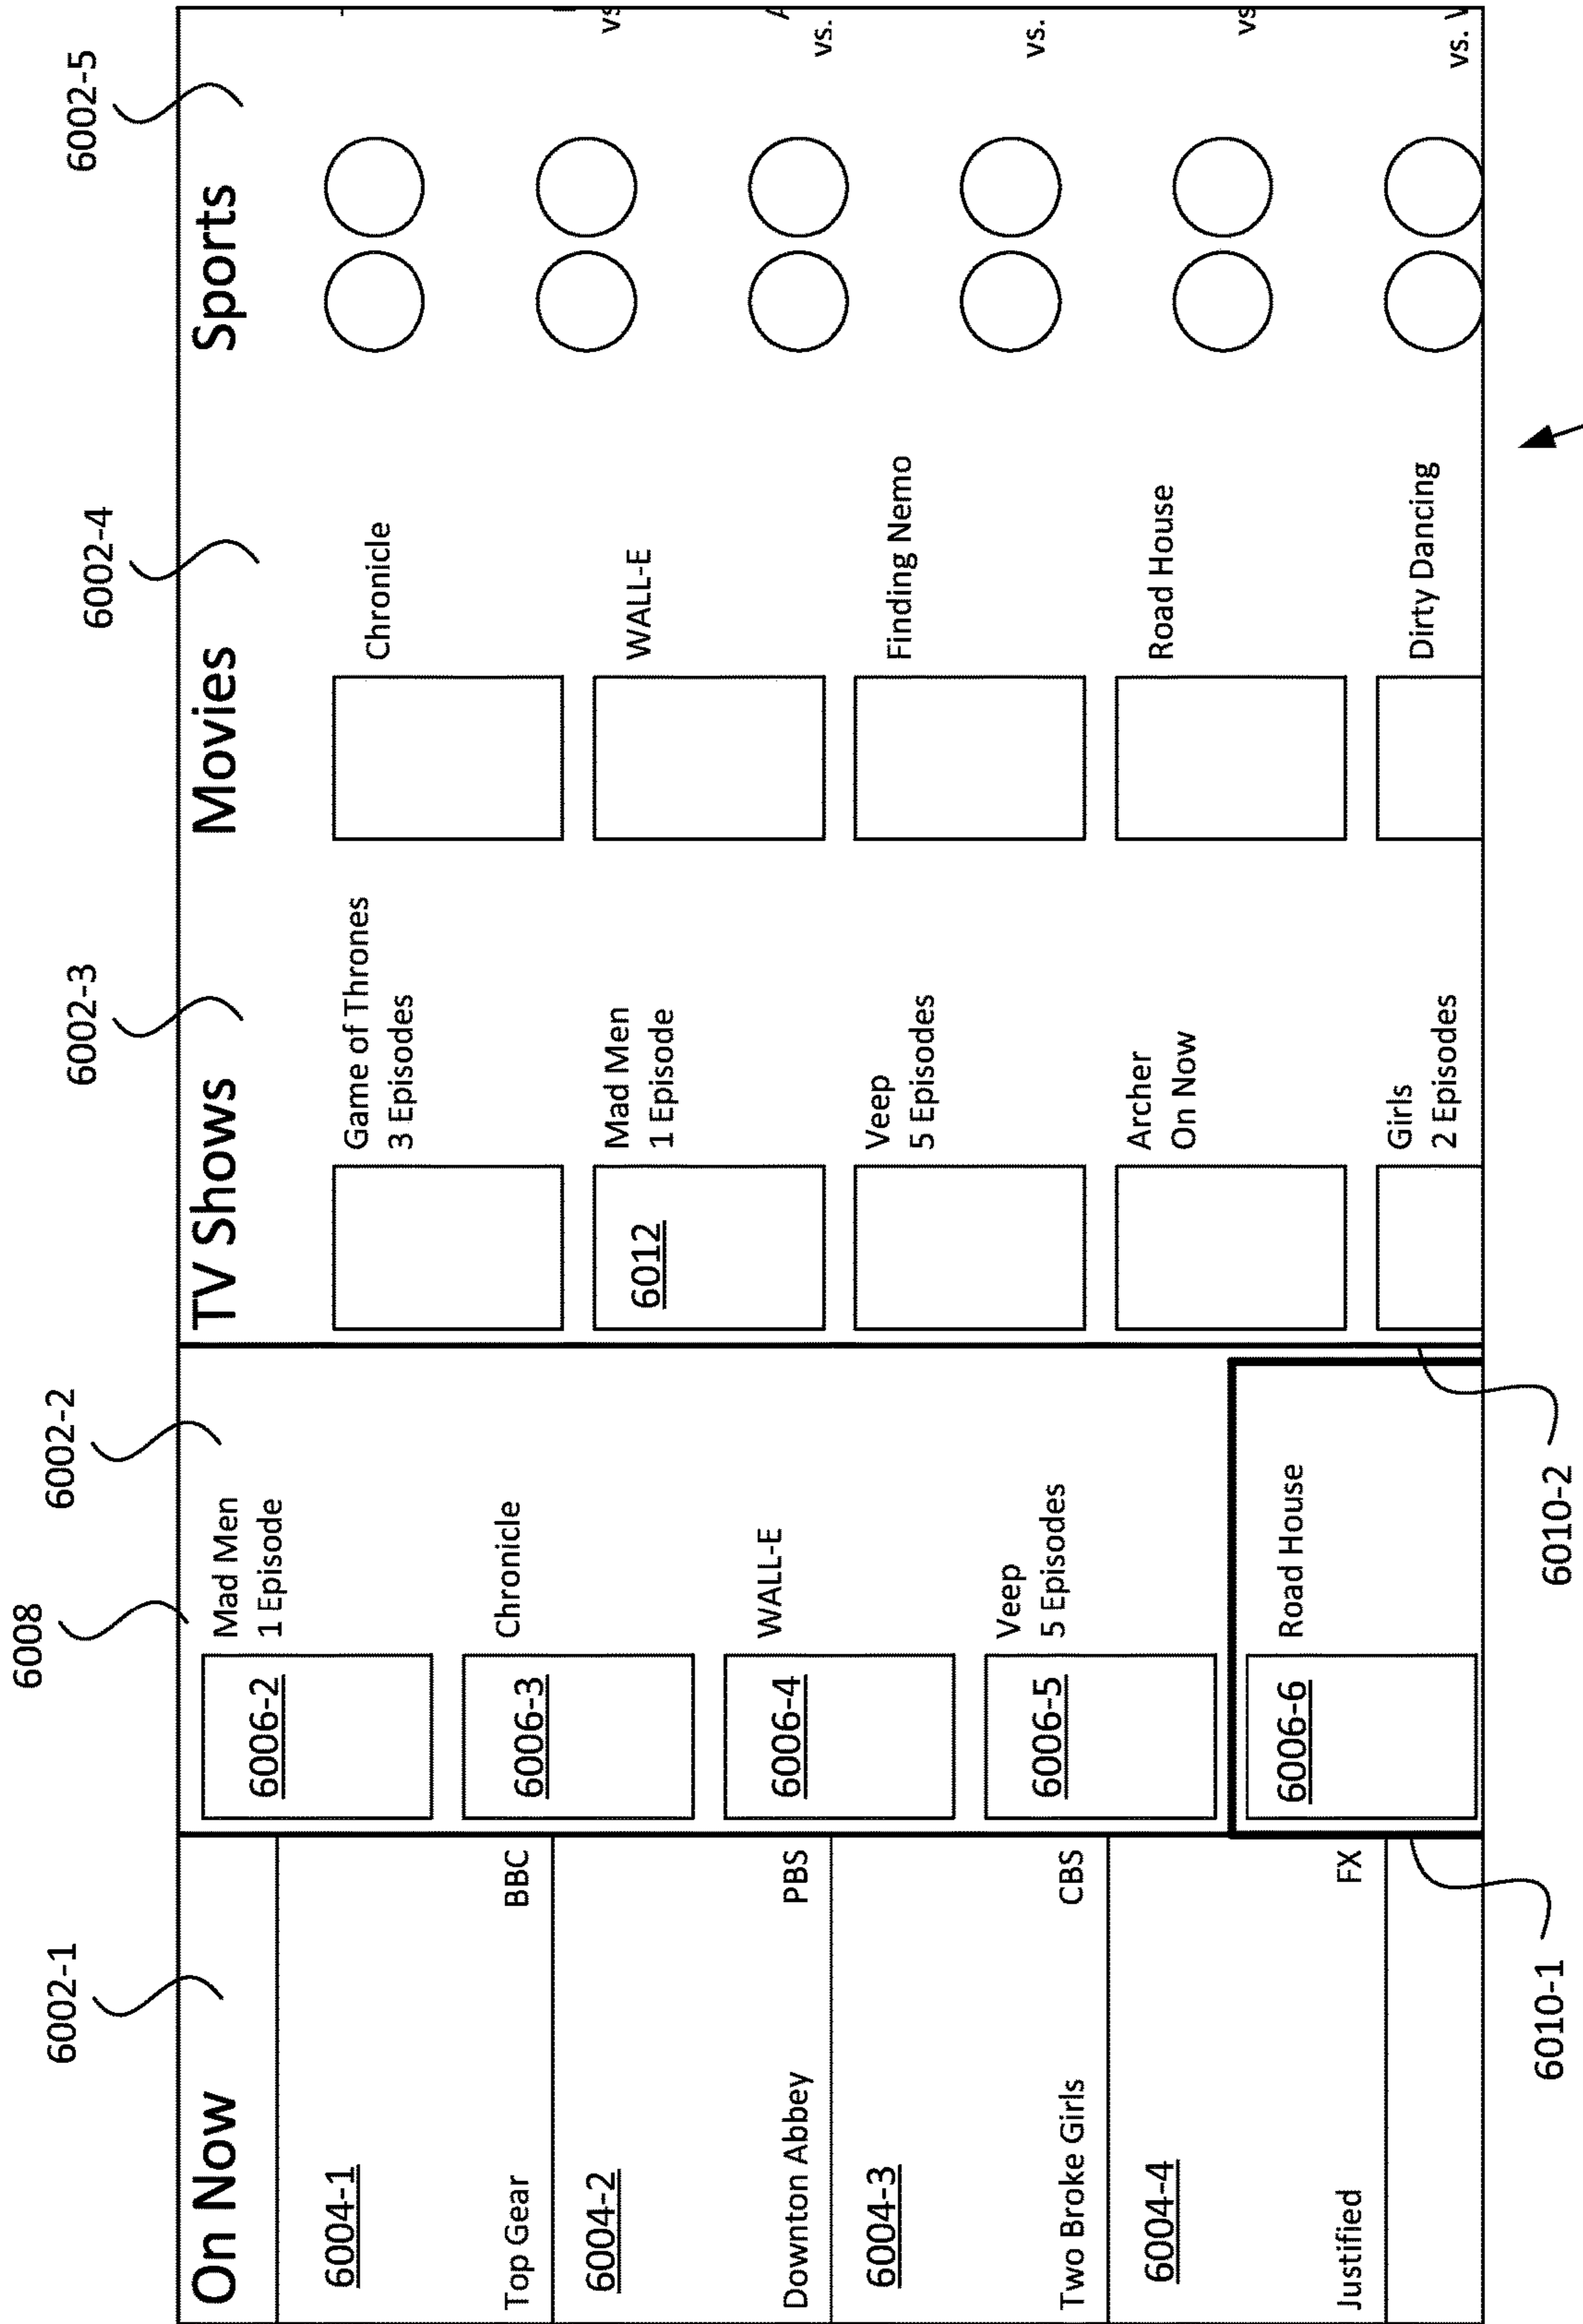 6002-1
6008
6002-2
6002-3
6002-4
6002-5
On Now
6004-1
Top Gear
BBC
6004-2
Downton Abbey
PBS
6004-3
Two Broke Girls
CBS
6004-4
Justified
FX
6006-2
Mad Men
1 Episode
6006-3
Chronicle
6006-4
WALL-E
6006-5
Veep
5 Episodes
6006-6
Road House
TV Shows
Game of Thrones
3 Episodes
6012
Mad Men
1 Episode
Veep
5 Episodes
Archer
On Now
Girls
2 Episodes
Movies
Chronicle
WALL-E
Finding Nemo
Road House
Dirty Dancing
Sports
vs
vs.
vs.
vs
vs.
6010-1
6010-2